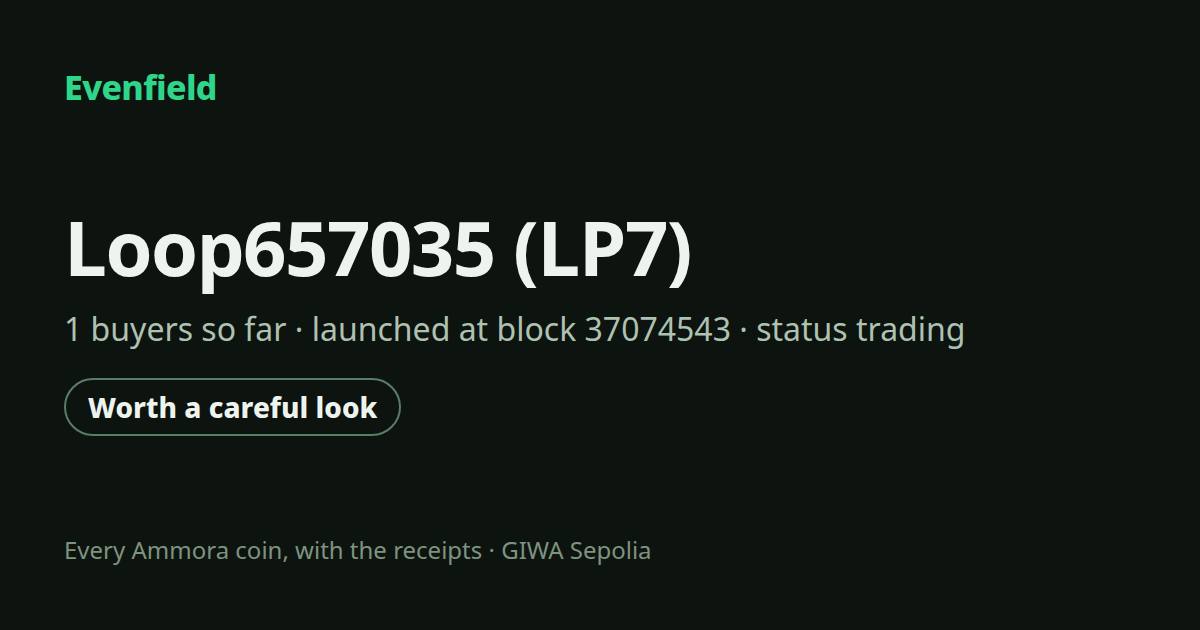 Evenfield
Loop657035 (LP7)
1 buyers so far · launched at block 37074543 · status trading
Worth a careful look
Every Ammora coin, with the receipts · GIWA Sepolia